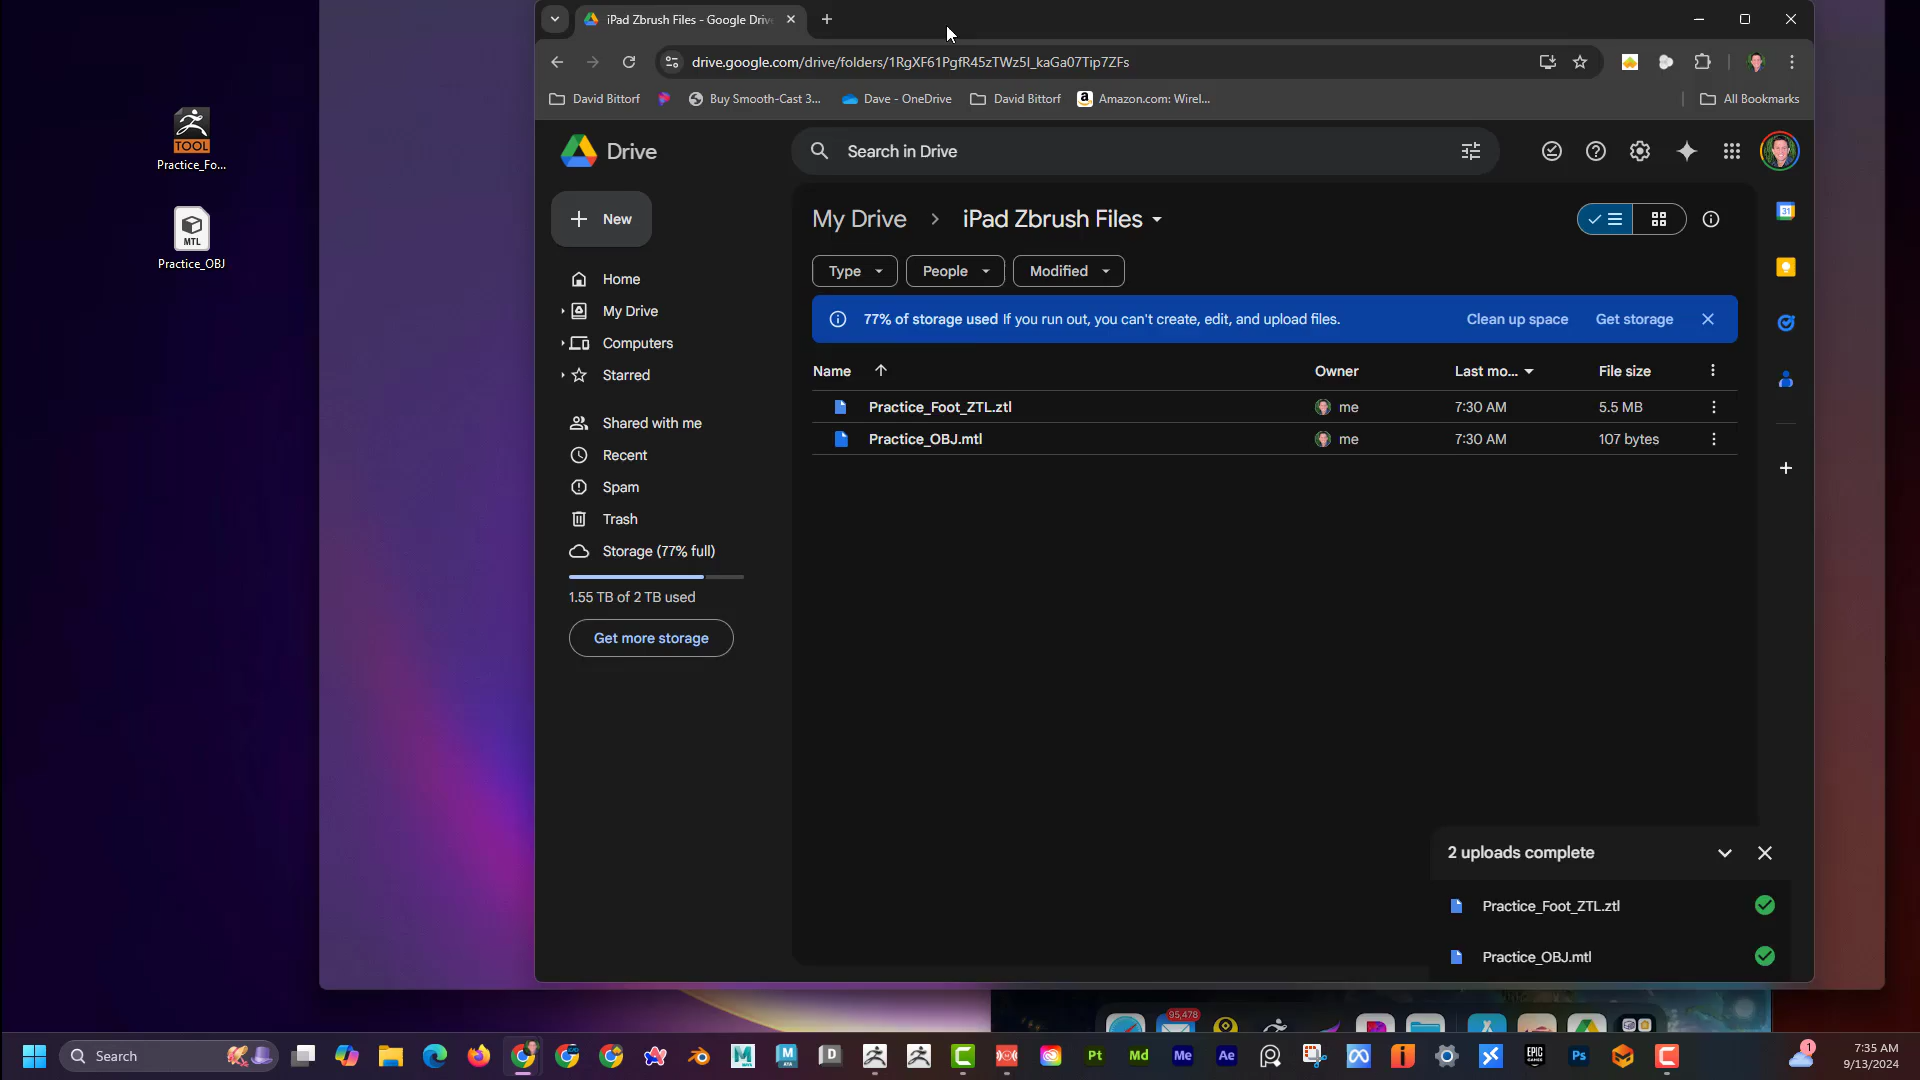 iPad Zbrush Files - Google Driv
drive.google.com/drive/folders/1RgXF61PgfR45zTWz5I_kaGa07Tip7ZFs
David Bittorf
Buy Smooth-Cast 3...
Dave - OneDrive
David Bittorf
Amazon.com: Wirel...
All Bookmarks
TOOL
Practice_Fo...
MTL
Practice_OBJ
Drive
Search in Drive
New
My Drive
iPad Zbrush Files
31
Home
My Drive
Computers
Starred
Shared with me
Recent
Spam
Trash
Storage (77% full)
1.55 TB of 2 TB used
Get more storage
Type
People
Modified
77% of storage used If you run out, you can't create, edit, and upload files.
Clean up space
Get storage
Name
Owner
Last mo...
File size
Practice_Foot_ZTL.ztl
me
7:30 AM
5.5 MB
Practice_OBJ.mtl
me
7:30 AM
107 bytes
2 uploads complete
Practice_Foot_ZTL.ztl
Practice_OBJ.mtl
95,478
Search
M
M
D
Pt
Md
Me
Ae
EPIC
Ps
1
7:35 AM
9/13/2024